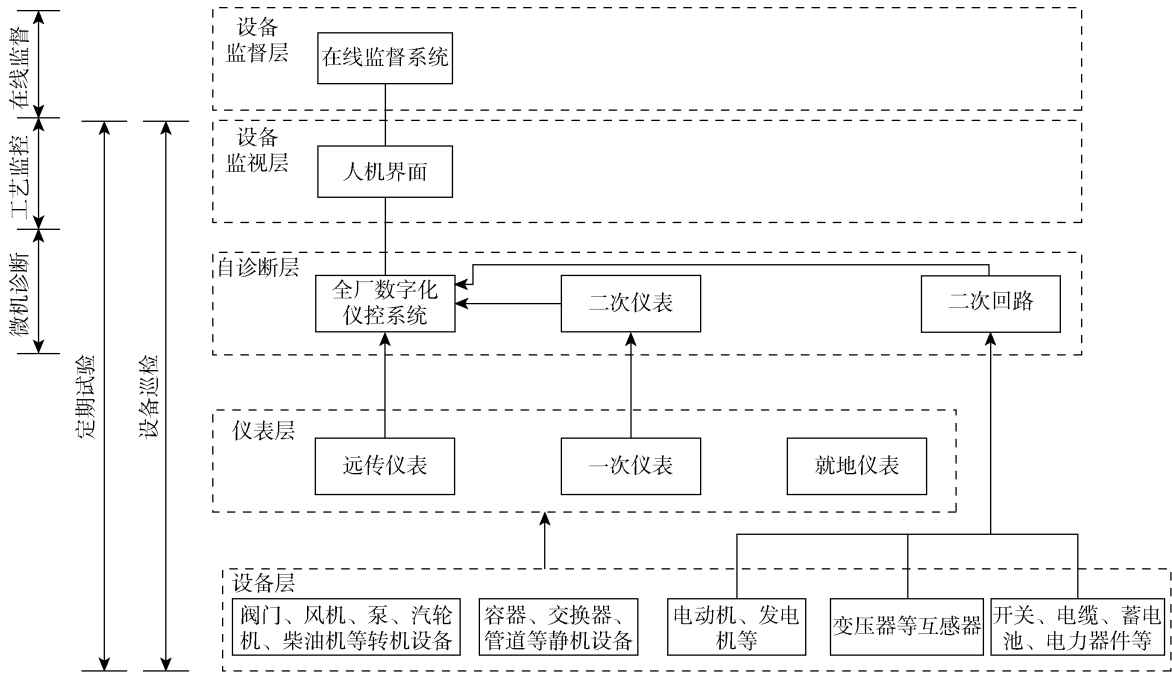 在线监督
工艺监控
微机诊断
定期试验
设备巡检
设备
监督层
在线监督系统
设备
监视层
人机界面
自诊断层
全厂数字化
仪控系统
二次仪表
二次回路
仪表层
远传仪表
一次仪表
就地仪表
设备层
阀门、风机、泵、汽轮
机、柴油机等转机设备
容器、交换器、
管道等静机设备
电动机、发电
机等
变压器等互感器
开关、电缆、蓄电
池、电力器件等